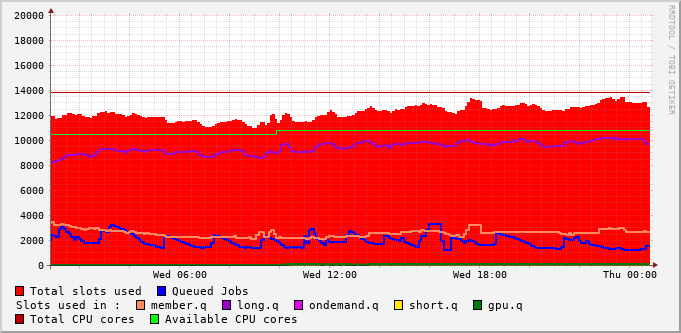 20000
18000
16000
14000
12000
10000
8000
6000
4000
2000
0
Wed 06:00 Wed 12:00 Wed 18:00 Thu 00:00
RRDTOOL / TOBI OETIKER
Total slots used Queued Jobs
Slots used in : member.q long.q ondemand.q short.q gpu.q
Total CPU cores Available CPU cores